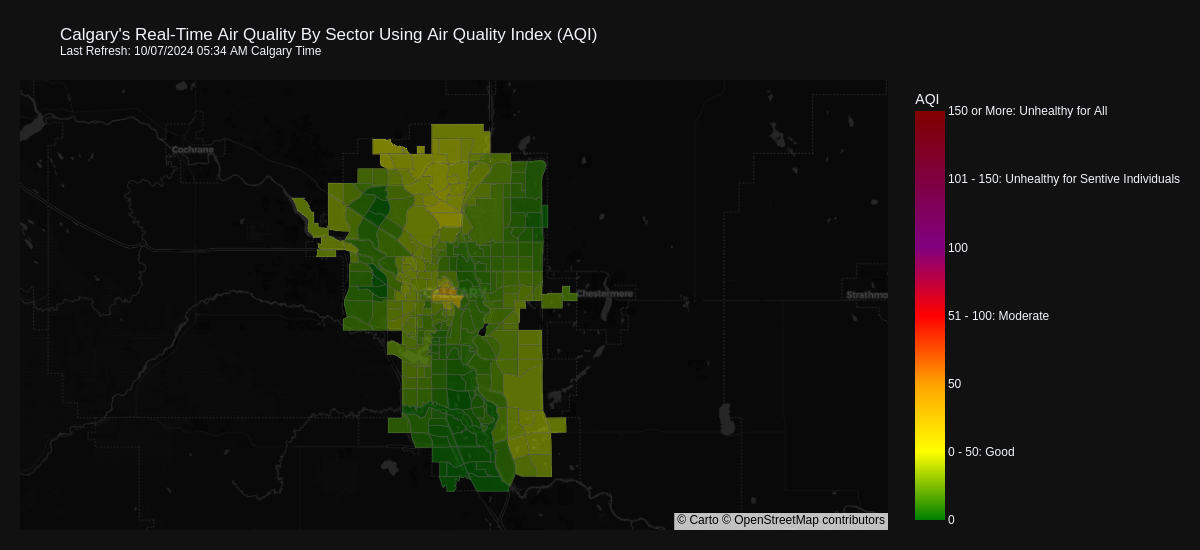 Calgary's Real-Time Air Quality By Sector Using Air Quality Index (AQI)
Last Refresh: 10/07/2024 05:34 AM Calgary Time
AQI
150 or More: Unhealthy for All
Cochrane
101 - 150: Unhealthy for Sentive Individuals
100
CALGARY
Chestermere
Strathmo
51 - 100: Moderate
50
0 - 50: Good
0
© Carto © OpenStreetMap contributors